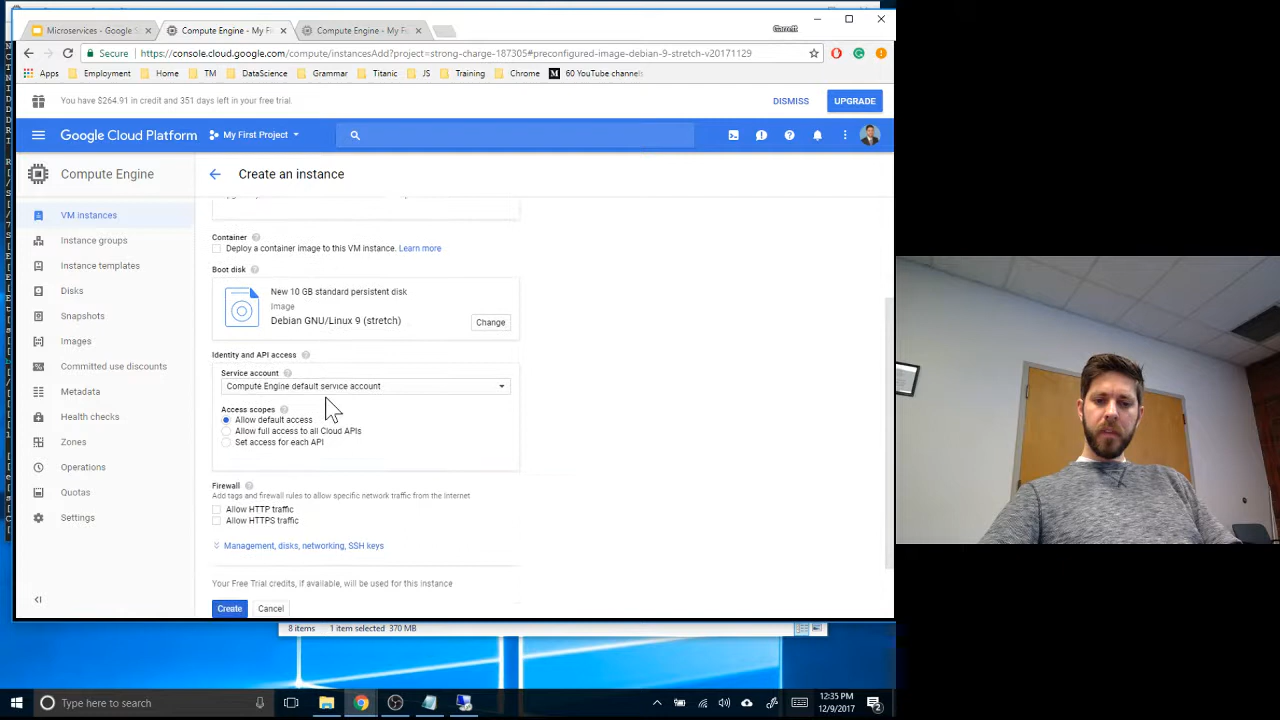 Garrett
Microservices - Google S
Compute Engine - My Fi
Compute Engine - My F
Secure
https://console.cloud.google.com/compute/instancesAdd?project=strong-charge-187305#preconfigured-image-debian-9-stretch-v20171129
Apps
Employment
Home
TM
DataScience
Grammar
Titanic
JS
Training
Chrome
60 YouTube channels
You have $264.91 in credit and 351 days left in your free trial.
DISMISS
UPGRADE
Google Cloud Platform
My First Project
Compute Engine
Create an instance
VM instances
Instance groups
Instance templates
Disks
Snapshots
Images
Committed use discounts
Metadata
Health checks
Zones
Operations
Quotas
Settings
Container
Deploy a container image to this VM instance. Learn more
Boot disk
New 10 GB standard persistent disk
Image
Debian GNU/Linux 9 (stretch)
Change
Identity and API access
Service account
Compute Engine default service account
Access scopes
Allow default access
Allow full access to all Cloud APIs
Set access for each API
Firewall
Add tags and firewall rules to allow specific network traffic from the Internet
Allow HTTP traffic
Allow HTTPS traffic
Management, disks, networking, SSH keys
Your Free Trial credits, if available, will be used for this instance
Create
Cancel
8 items
1 item selected 370 MB
Type here to search
12:35 PM
12/9/2017
2